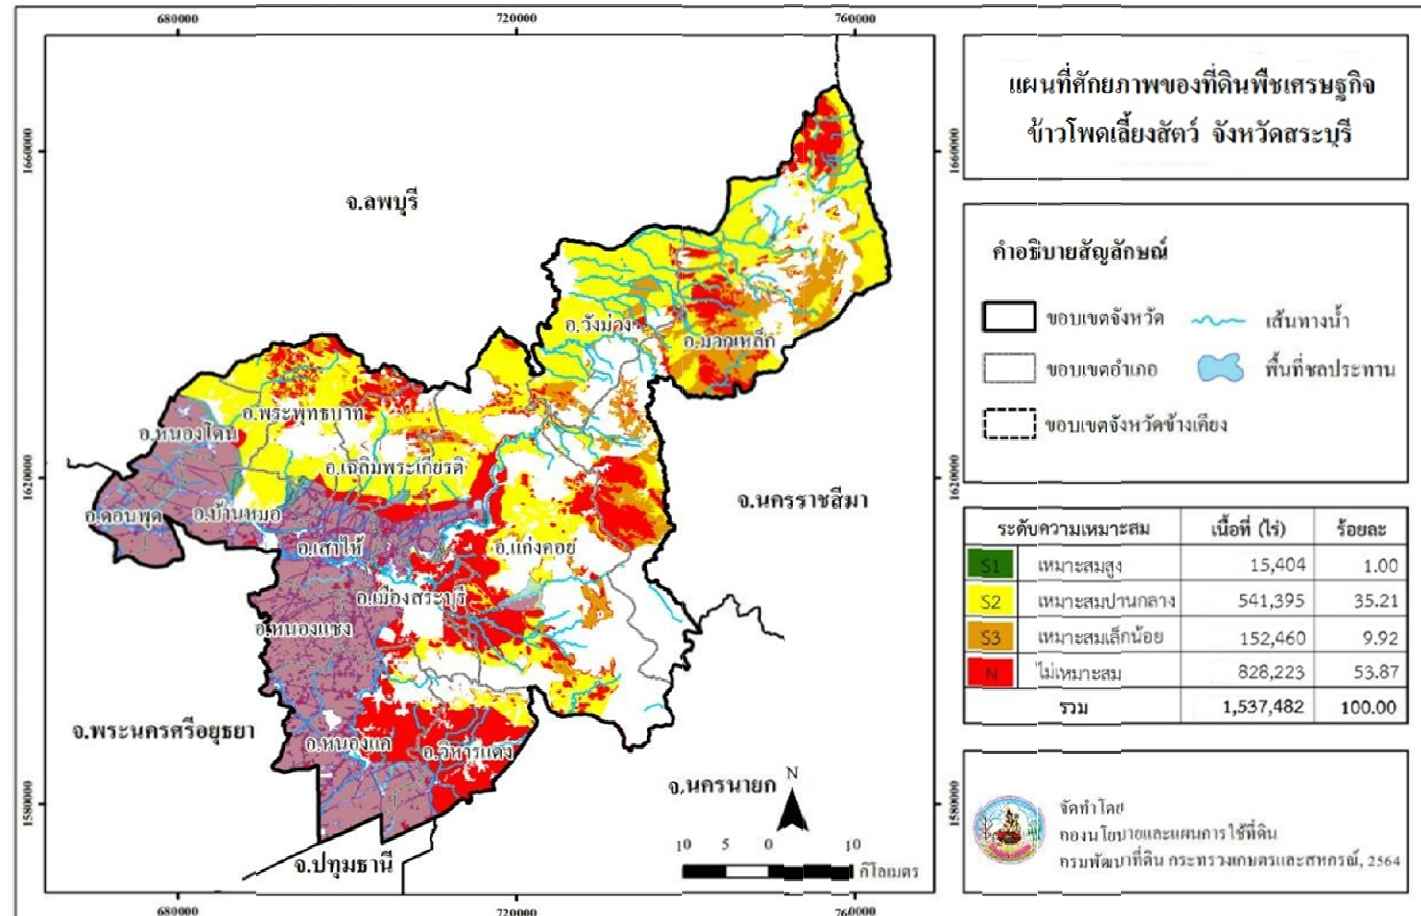 680000 720000 760000
แผนที่ศักยภาพของที่ดินพืชเศรษฐกิจ
ข้าวโพดเลี้ยงสัตว์ จังหวัดสระบุรี
1660000 1660000
จ.ลพบุรี
คำอธิบายสัญลักษณ์
ขอบเขตจังหวัด เส้นทางน้ำ
ขอบเขตอำเภอ พื้นที่ชลประทาน
ขอบเขตจังหวัดข้างเคียง
อ.วังม่วง
อ.มวกเหล็ก
อ.พระพุทธบาท
อ.หนองโดน
อ.เฉลิมพระเกียรติ
1620000 1620000
จ.นครราชสีมา
อ.ดอนพุด
อ.บ้านหมอ
อ.เสาไห้
อ.แก่งคอย
อ.เมืองสระบุรี
อ.หนองแซง
จ.พระนครศรีอยุธยา
อ.หนองแค
อ.วิหารแดง
ระดับความเหมาะสม เนื้อที่ (ไร่) ร้อยละ
S1 เหมาะสมสูง 15,404 1.00
S2 เหมาะสมปานกลาง 541,395 35.21
S3 เหมาะสมเล็กน้อย 152,460 9.92
N ไม่เหมาะสม 828,223 53.87
รวม 1,537,482 100.00
จ.นครนายก
N
1580000 1580000
10 5 0 10
กิโลเมตร
จ.ปทุมธานี
จัดทำโดย
กองนโยบายและแผนการใช้ที่ดิน
กรมพัฒนาที่ดิน กระทรวงเกษตรและสหกรณ์, 2564
680000 720000 760000